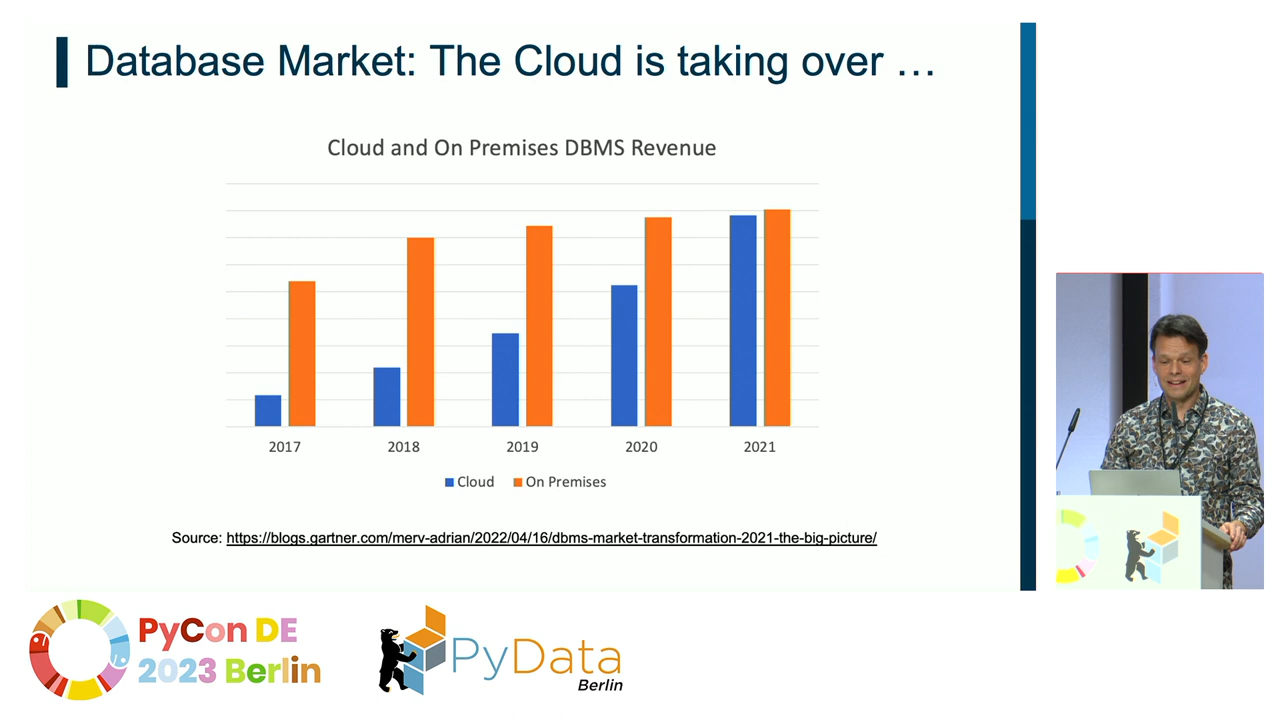 Database Market: The Cloud is taking over …
Cloud and On Premises DBMS Revenue
2017 2018 2019 2020 2021
Cloud On Premises
Source: https://blogs.gartner.com/merv-adrian/2022/04/16/dbms-market-transformation-2021-the-big-picture/
PyCon DE
2023 Berlin
PyData
Berlin